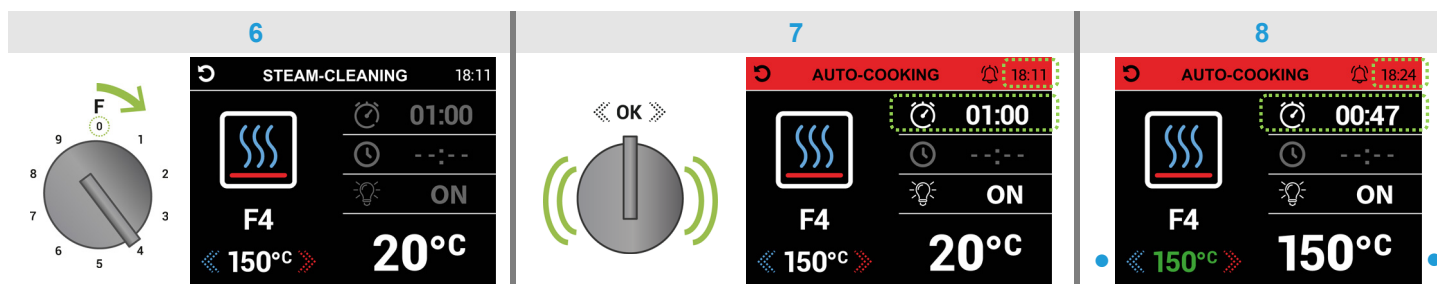 6
7
8
F
0
1
2
3
4
5
6
7
8
9
STEAM-CLEANING 18:11
01:00
--:--
ON
F4
150°C
20°C
OK
AUTO-COOKING 18:11
01:00
--:--
ON
F4
150°C
20°C
AUTO-COOKING 18:24
00:47
--:--
ON
F4
150°C
150°C